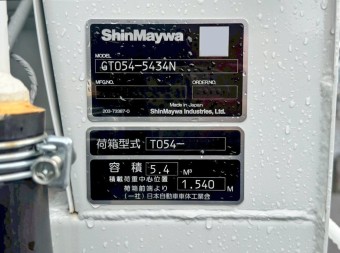 ShinMaywa
MODEL
GT054-5434N
MFG.NO.
ORDER NO.
Made in Japan
ShinMaywa Industries, Ltd.
荷箱型式 T054-
容積 5.4 M³
積載荷重中心位置
荷箱前端より 1.540 M
(一社)日本自動車車体工業会